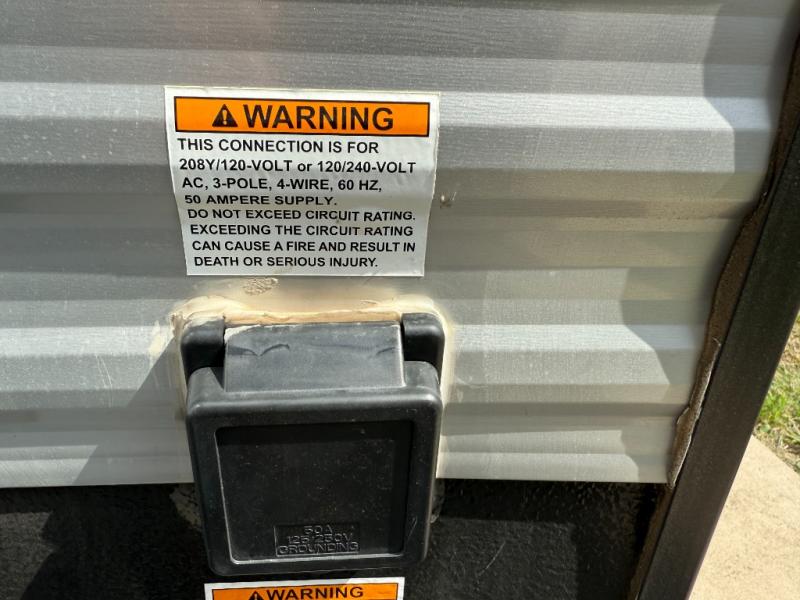 WARNING
THIS CONNECTION IS FOR
208Y/120-VOLT or 120/240-VOLT
AC, 3-POLE, 4-WIRE, 60 HZ,
50 AMPERE SUPPLY.
DO NOT EXCEED CIRCUIT RATING.
EXCEEDING THE CIRCUIT RATING
CAN CAUSE A FIRE AND RESULT IN
DEATH OR SERIOUS INJURY.
50A
125/250V
GROUNDING
WARNING